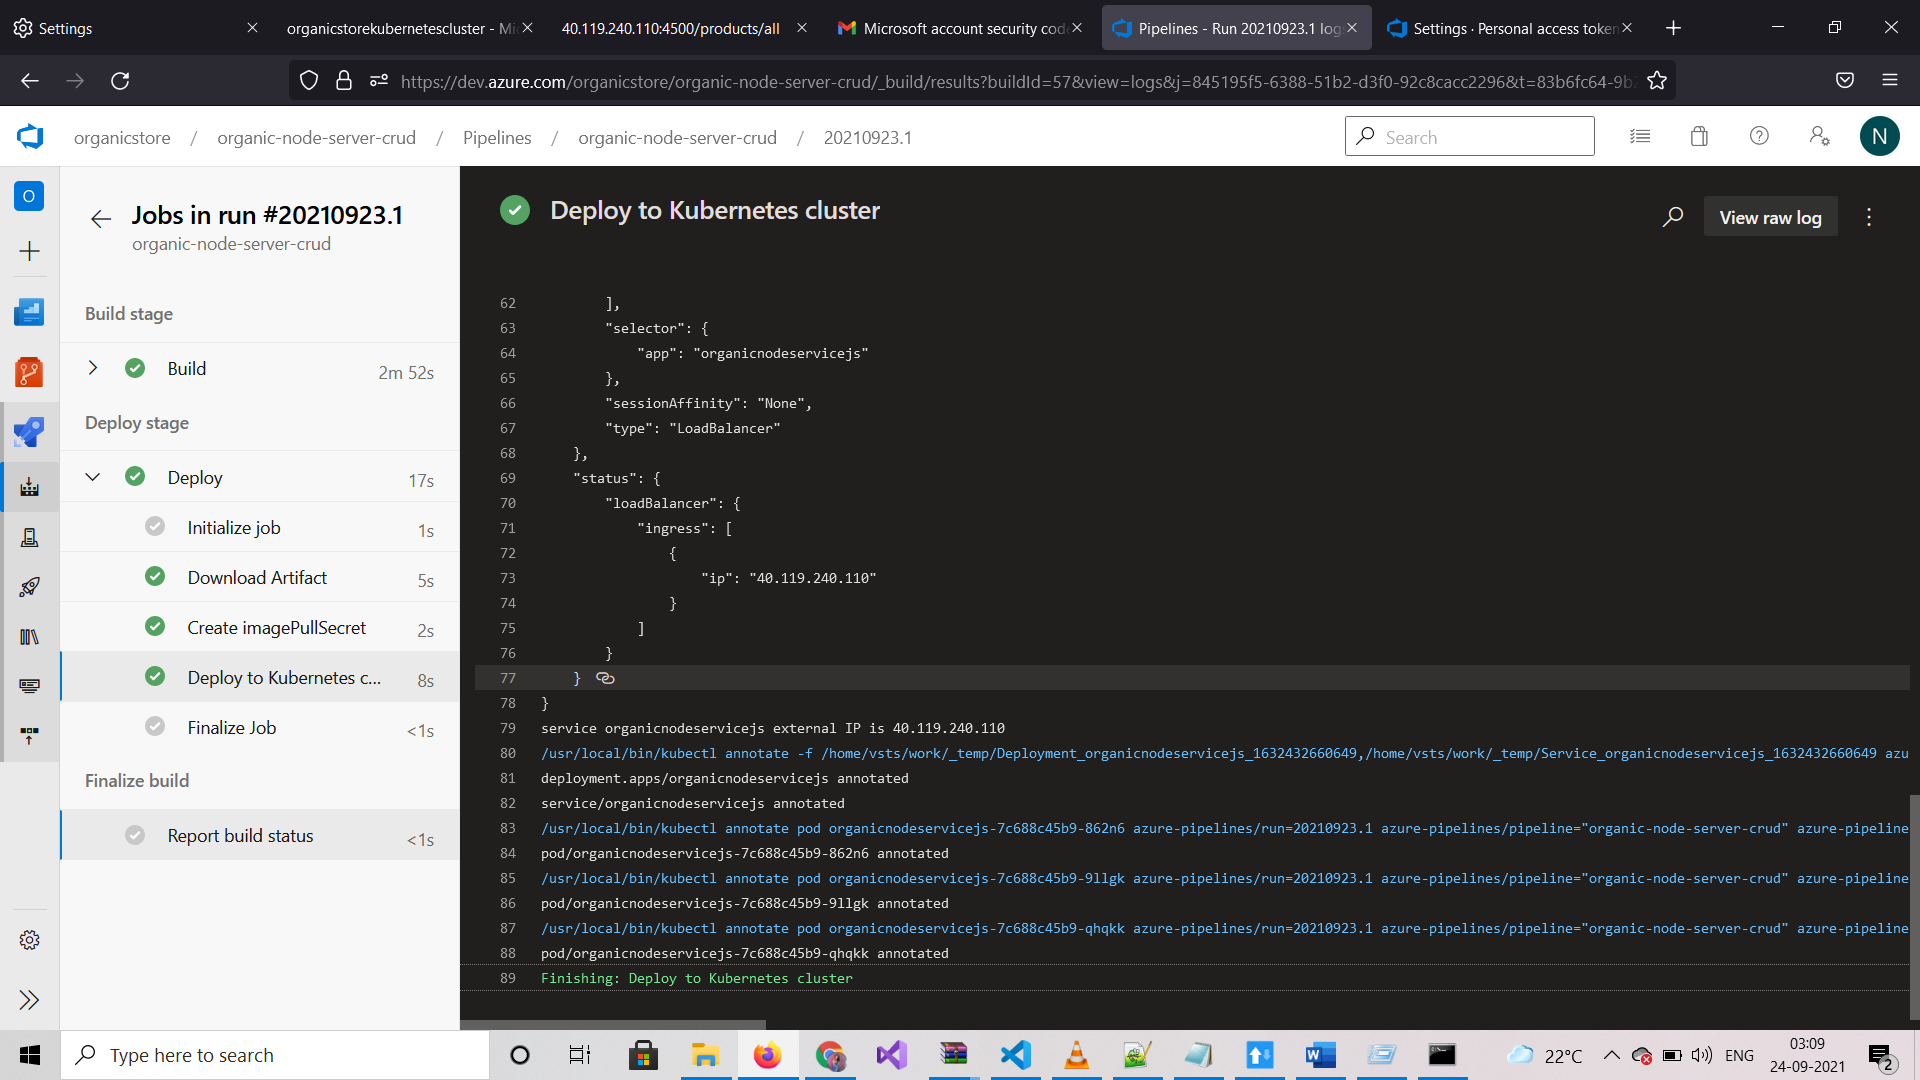 Settings
organicstorekubernetescluster - Mi
40.119.240.110:4500/products/all
Microsoft account security cod
Pipelines - Run 20210923.1 log
Settings · Personal access token
https://dev.azure.com/organicstore/organic-node-server-crud/_build/results?buildId=57&view=logs&j=845195f5-6388-51b2-d3f0-92c8cacc2296&t=83b6fc64-9b
organicstore / organic-node-server-crud / Pipelines / organic-node-server-crud / 20210923.1
Search
N
O
Jobs in run #20210923.1
organic-node-server-crud
Build stage
Build 2m 52s
Deploy stage
Deploy 17s
Initialize job 1s
Download Artifact 5s
Create imagePullSecret 2s
Deploy to Kubernetes c... 8s
Finalize Job <1s
Finalize build
Report build status <1s
Deploy to Kubernetes cluster
View raw log
62 ],
63 "selector": {
64 "app": "organicnodeservicejs"
65 },
66 "sessionAffinity": "None",
67 "type": "LoadBalancer"
68 },
69 "status": {
70 "loadBalancer": {
71 "ingress": [
72 {
73 "ip": "40.119.240.110"
74 }
75 ]
76 }
77 }
78 }
79 service organicnodeservicejs external IP is 40.119.240.110
80 /usr/local/bin/kubectl annotate -f /home/vsts/work/_temp/Deployment_organicnodeservicejs_1632432660649,/home/vsts/work/_temp/Service_organicnodeservicejs_1632432660649 azu
81 deployment.apps/organicnodeservicejs annotated
82 service/organicnodeservicejs annotated
83 /usr/local/bin/kubectl annotate pod organicnodeservicejs-7c688c45b9-862n6 azure-pipelines/run=20210923.1 azure-pipelines/pipeline="organic-node-server-crud" azure-pipeline
84 pod/organicnodeservicejs-7c688c45b9-862n6 annotated
85 /usr/local/bin/kubectl annotate pod organicnodeservicejs-7c688c45b9-9llgk azure-pipelines/run=20210923.1 azure-pipelines/pipeline="organic-node-server-crud" azure-pipeline
86 pod/organicnodeservicejs-7c688c45b9-9llgk annotated
87 /usr/local/bin/kubectl annotate pod organicnodeservicejs-7c688c45b9-qhqkk azure-pipelines/run=20210923.1 azure-pipelines/pipeline="organic-node-server-crud" azure-pipeline
88 pod/organicnodeservicejs-7c688c45b9-qhqkk annotated
89 Finishing: Deploy to Kubernetes cluster
Type here to search
22°C
ENG
03:09
24-09-2021
2